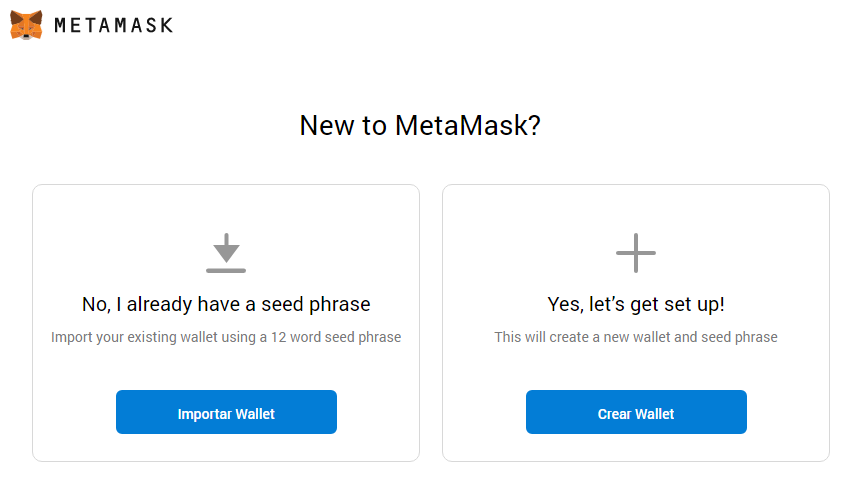 METAMASK
New to MetaMask?
No, I already have a seed phrase
Import your existing wallet using a 12 word seed phrase
Importar Wallet
Yes, let’s get set up!
This will create a new wallet and seed phrase
Crear Wallet